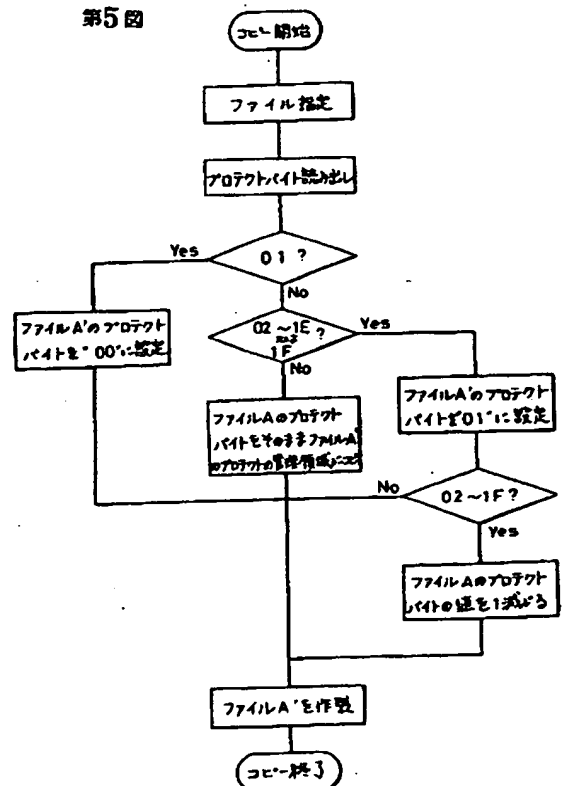 第5図
コピー開始
ファイル指定
プロテクトバイト読み出し
01?
Yes
No
ファイルA'のプロテクト
バイトを"00"に設定
02～1E
1F
?
Yes
No
ファイルAのプロテクト
バイトをそのままファイルA'
のプロテクトの管理領域にコピー
ファイルA'のプロテクト
バイトを"01"に設定
02～1F?
No
Yes
ファイルAのプロテクト
バイトの値を1減じる
ファイルA'を作製
コピー終了